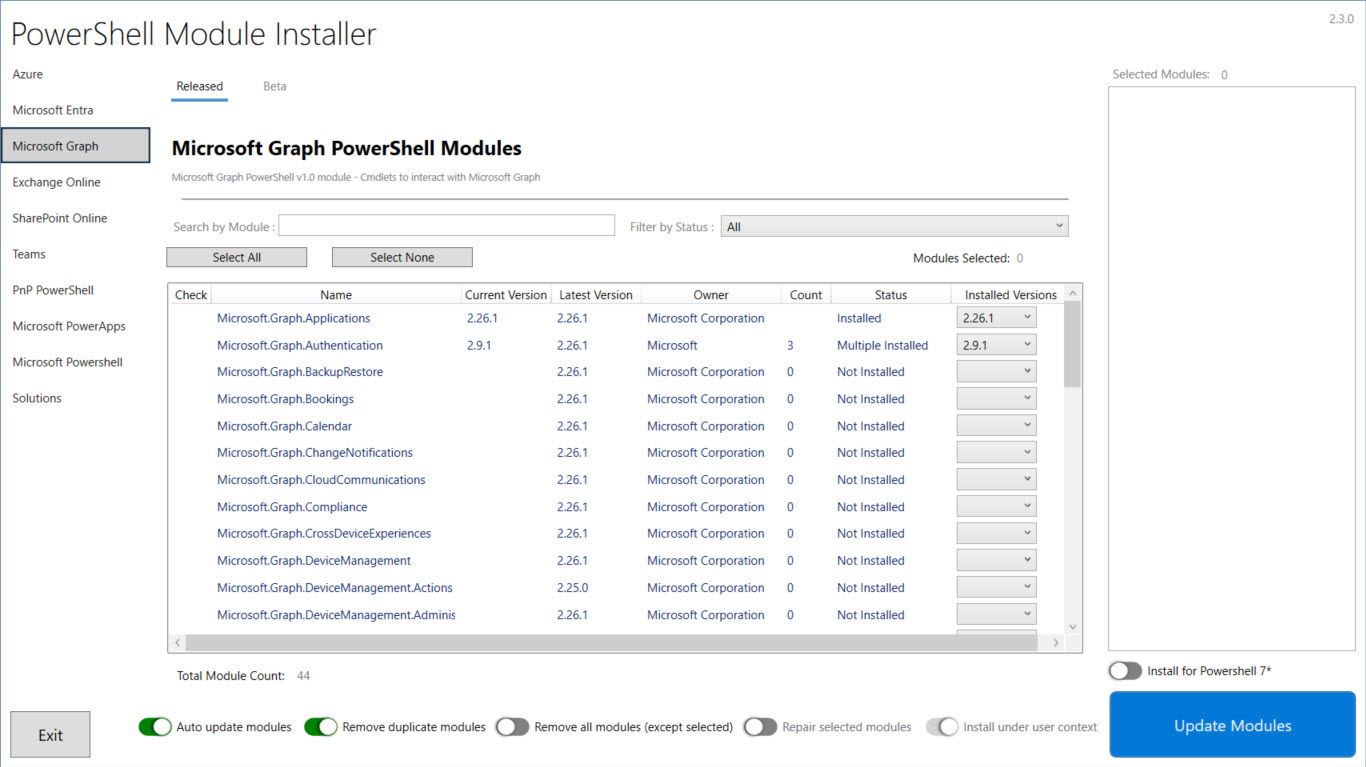 2.3.0
PowerShell Module Installer
Azure
Microsoft Entra
Microsoft Graph
Exchange Online
SharePoint Online
Teams
PnP PowerShell
Microsoft PowerApps
Microsoft Powershell
Solutions
Released Beta
Microsoft Graph PowerShell Modules
Microsoft Graph PowerShell v1.0 module - Cmdlets to interact with Microsoft Graph
Search by Module : Filter by Status : All
Select All Select None Modules Selected: 0
Check Name Current Version Latest Version Owner Count Status Installed Versions
Microsoft.Graph.Applications 2.26.1 2.26.1 Microsoft Corporation Installed 2.26.1
Microsoft.Graph.Authentication 2.9.1 2.26.1 Microsoft 3 Multiple Installed 2.9.1
Microsoft.Graph.BackupRestore 2.26.1 Microsoft Corporation 0 Not Installed
Microsoft.Graph.Bookings 2.26.1 Microsoft Corporation 0 Not Installed
Microsoft.Graph.Calendar 2.26.1 Microsoft Corporation 0 Not Installed
Microsoft.Graph.ChangeNotifications 2.26.1 Microsoft Corporation 0 Not Installed
Microsoft.Graph.CloudCommunications 2.26.1 Microsoft Corporation 0 Not Installed
Microsoft.Graph.Compliance 2.26.1 Microsoft Corporation 0 Not Installed
Microsoft.Graph.CrossDeviceExperiences 2.26.1 Microsoft Corporation 0 Not Installed
Microsoft.Graph.DeviceManagement 2.26.1 Microsoft Corporation 0 Not Installed
Microsoft.Graph.DeviceManagement.Actions 2.25.0 Microsoft Corporation 0 Not Installed
Microsoft.Graph.DeviceManagement.Adminis 2.26.1 Microsoft Corporation 0 Not Installed
Total Module Count: 44
Selected Modules: 0
Install for Powershell 7*
Exit
Auto update modules Remove duplicate modules Remove all modules (except selected) Repair selected modules Install under user context
Update Modules